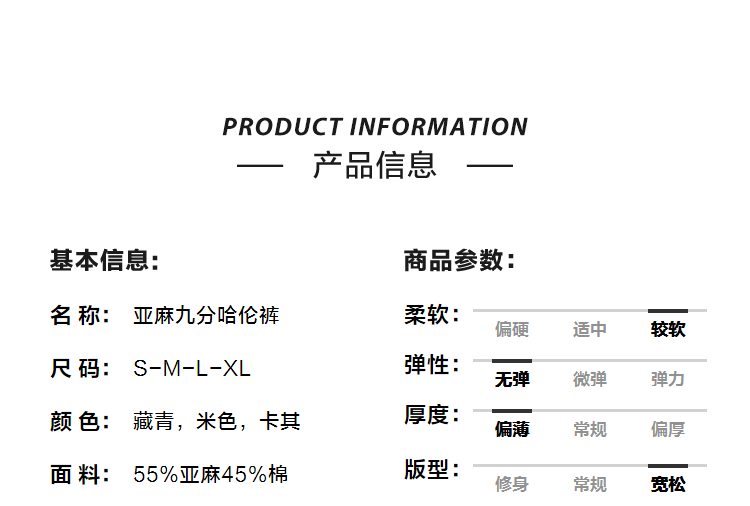 PRODUCT INFORMATION
产品信息
基本信息:
名 称: 亚麻九分哈伦裤
尺 码: S-M-L-XL
颜 色: 藏青，米色，卡其
面 料: 55%亚麻45%棉
商品参数:
柔软:
偏硬 适中 较软
弹性:
无弹 微弹 弹力
厚度:
偏薄 常规 偏厚
版型:
修身 常规 宽松